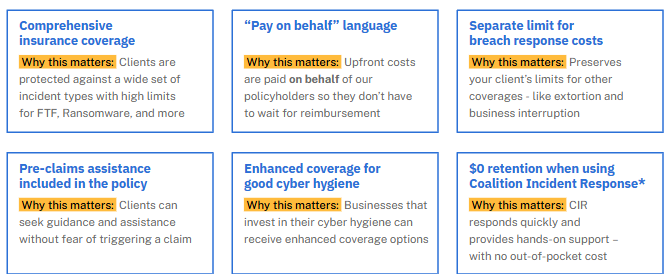 Comprehensive
insurance coverage
Why this matters: Clients are
protected against a wide set of
incident types with high limits
for FTF, Ransomware, and more
“Pay on behalf” language
Why this matters: Upfront costs
are paid on behalf of our
policyholders so they don’t have
to wait for reimbursement
Separate limit for
breach response costs
Why this matters: Preserves
your client’s limits for other
coverages - like extortion and
business interruption
Pre-claims assistance
included in the policy
Why this matters: Clients can
seek guidance and assistance
without fear of triggering a claim
Enhanced coverage for
good cyber hygiene
Why this matters: Businesses that
invest in their cyber hygiene can
receive enhanced coverage options
$0 retention when using
Coalition Incident Response*
Why this matters: CIR
responds quickly and
provides hands-on support –
with no out-of-pocket cost